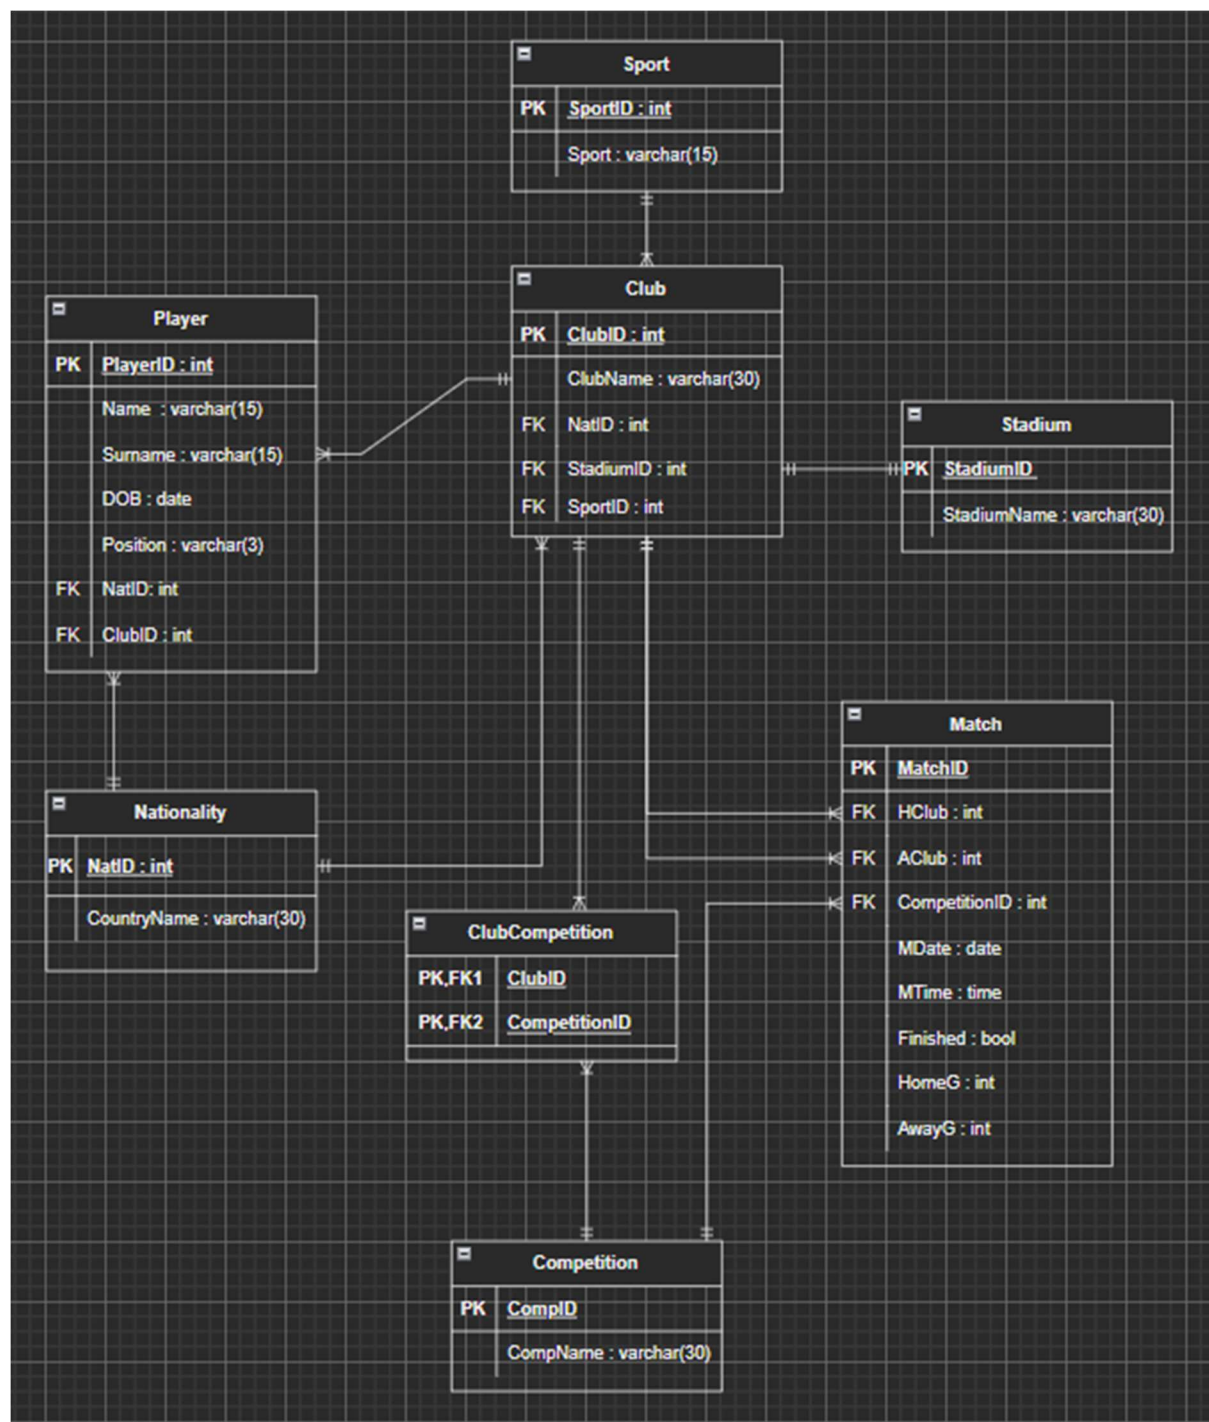 Sport
PK SportID : int
Sport : varchar(15)
Club
PK ClubID : int
ClubName : varchar(30)
FK NatID : int
FK StadiumID : int
FK SportID : int
Player
PK PlayerID : int
Name : varchar(15)
Surname : varchar(15)
DOB : date
Position : varchar(3)
FK NatID: int
FK ClubID : int
Stadium
PK StadiumID
StadiumName : varchar(30)
Match
PK MatchID
FK HClub : int
FK AClub : int
FK CompetitionID : int
MDate : date
MTime : time
Finished : bool
HomeG : int
AwayG : int
Nationality
PK NatID : int
CountryName : varchar(30)
ClubCompetition
PK,FK1 ClubID
PK,FK2 CompetitionID
Competition
PK CompID
CompName : varchar(30)